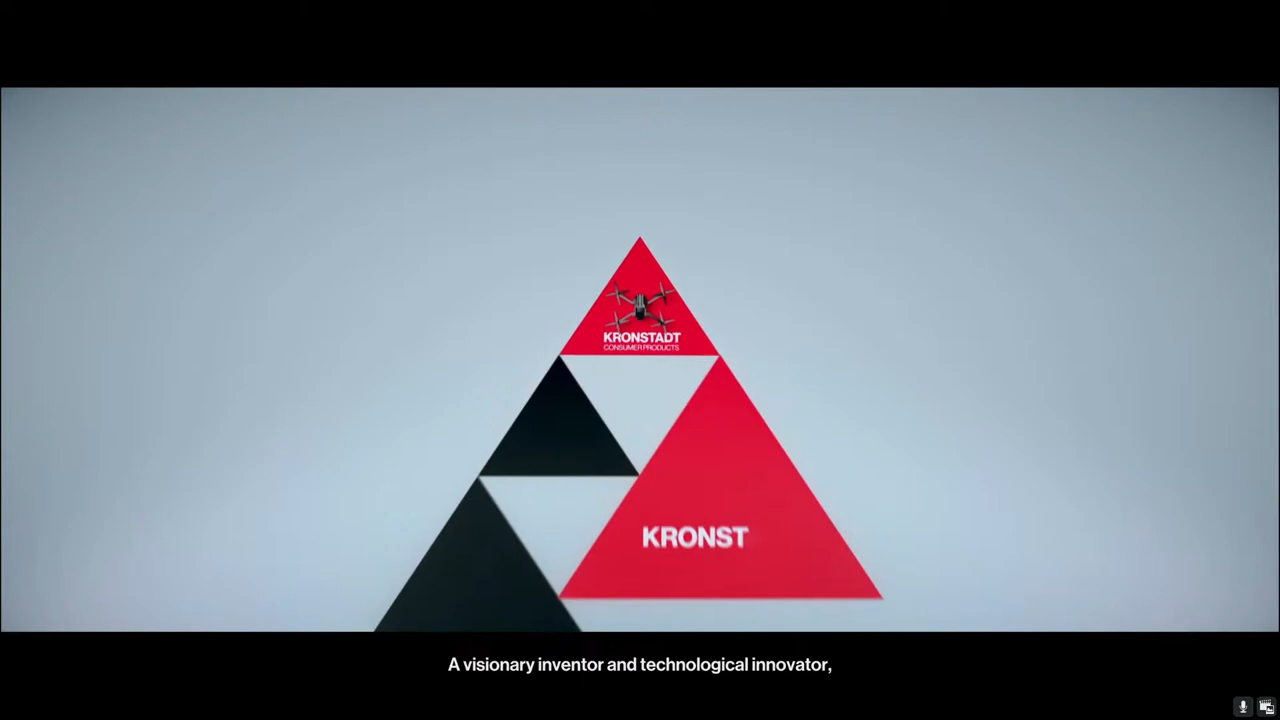 KRONSTADT
CONSUMER PRODUCTS
KRONST
A visionary inventor and technological innovator,